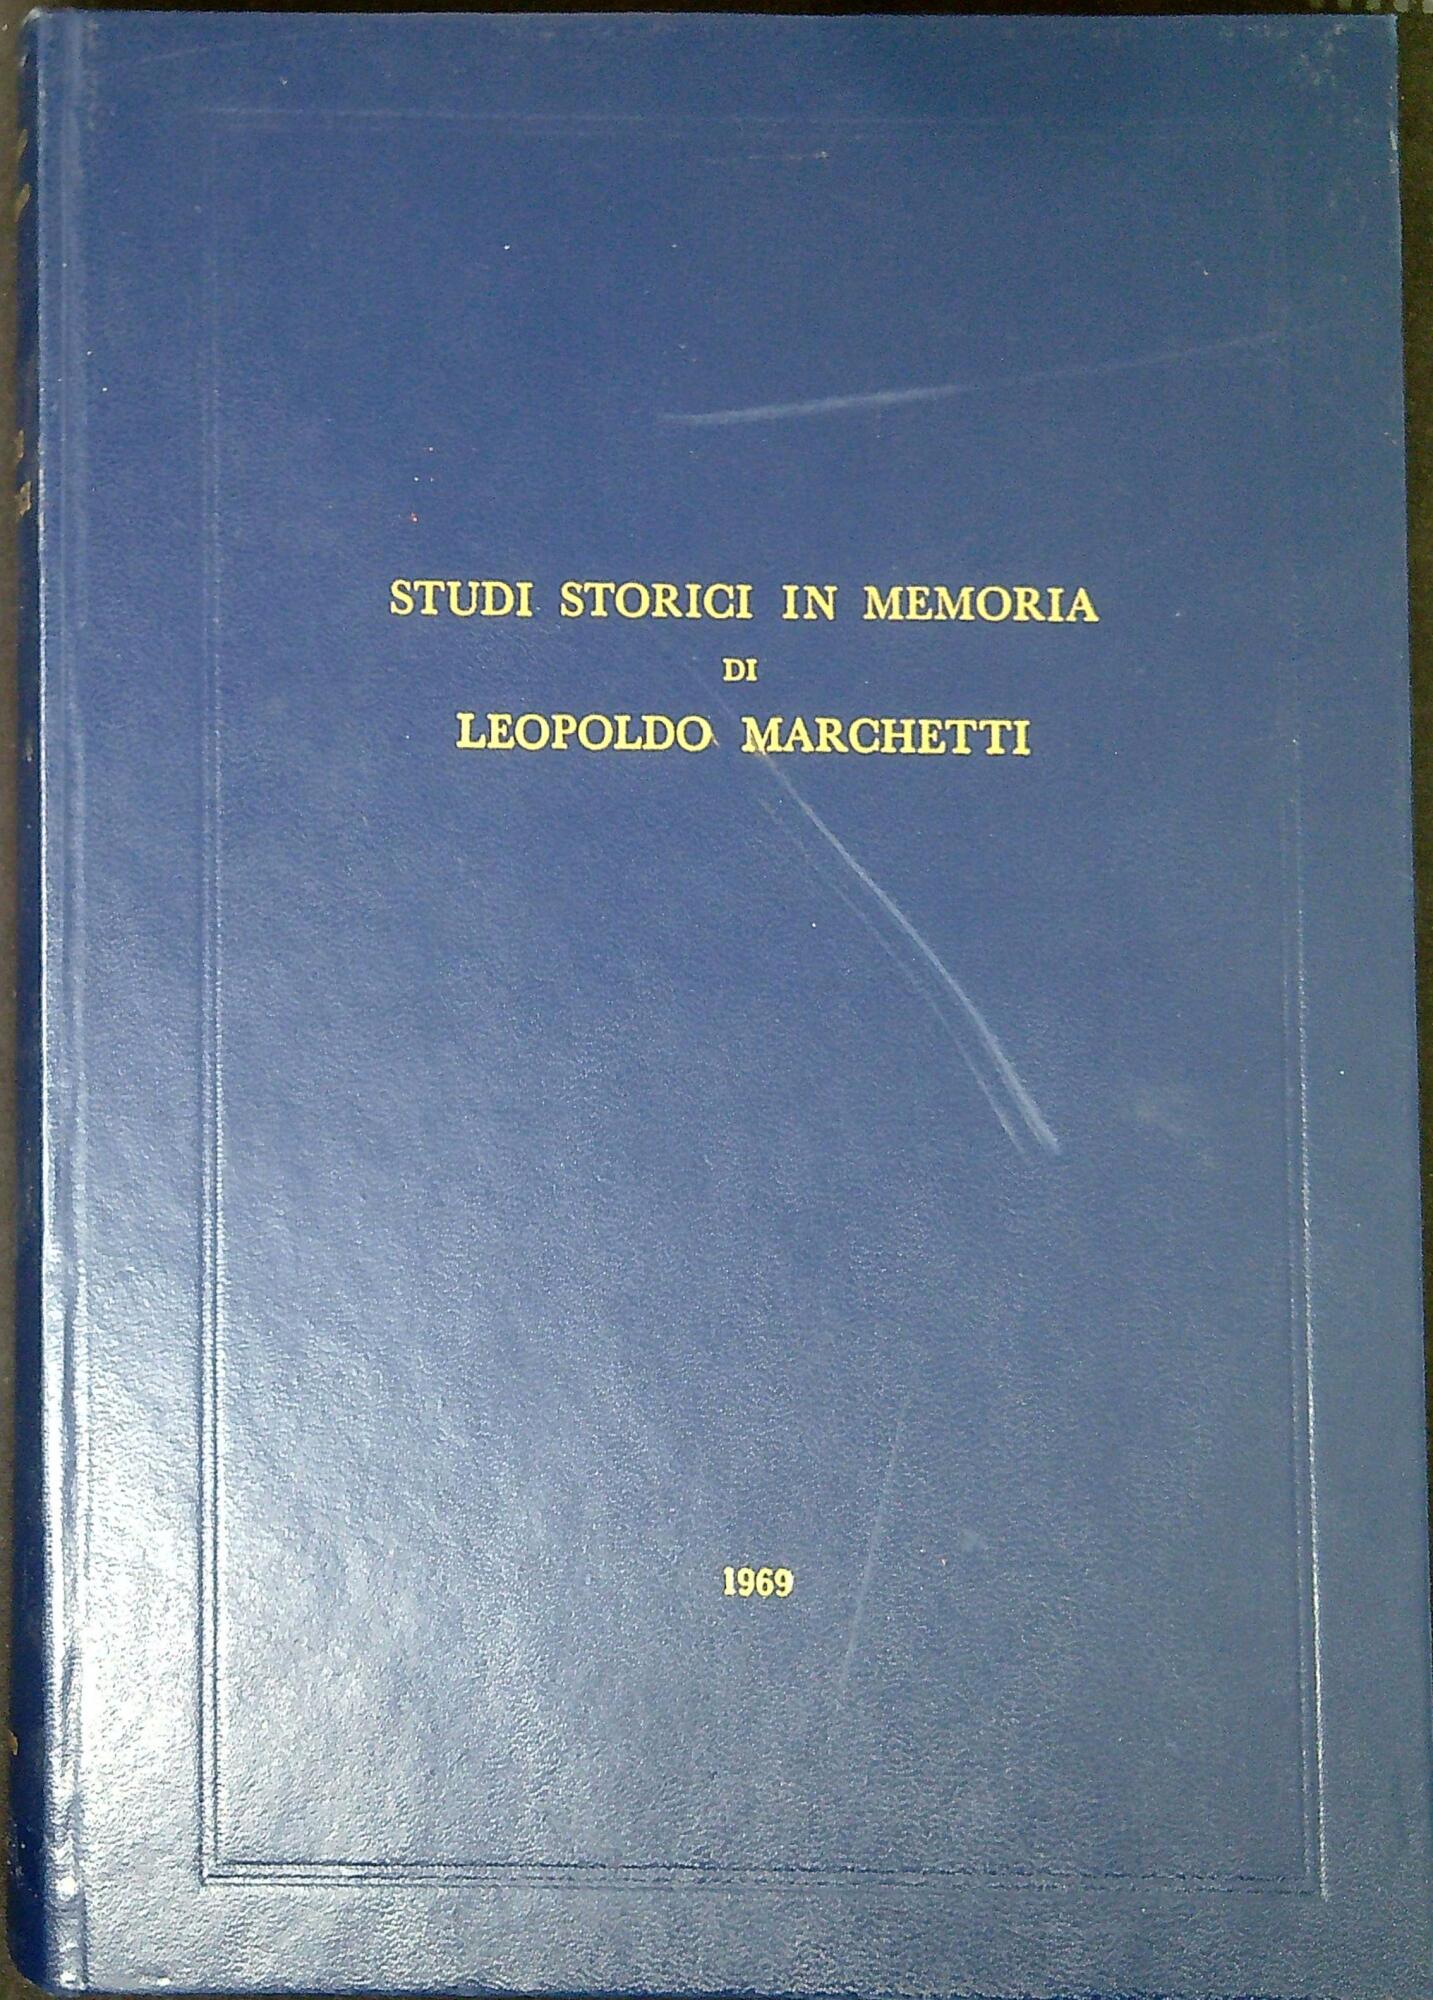 STUDI STORICI IN MEMORIA
DI
LEOPOLDO MARCHETTI
1969